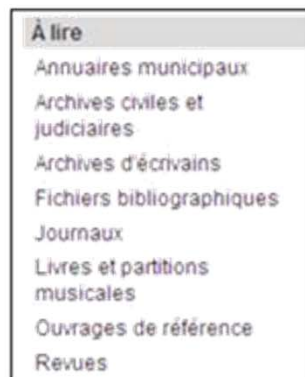 À lire
Annuaires municipaux
Archives civiles et
judiciaires
Archives d'écrivains
Fichiers bibliographiques
Journaux
Livres et partitions
musicales
Ouvrages de référence
Revues